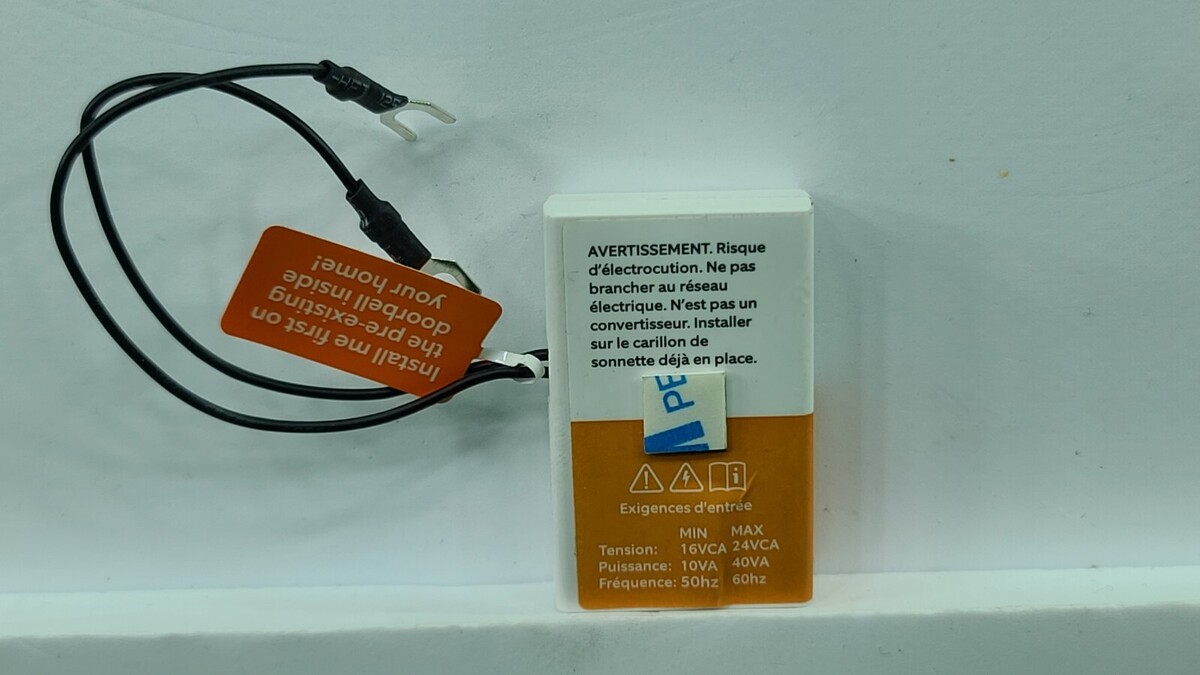 Install me first on
the pre-existing
doorbell inside
your home!
AVERTISSEMENT. Risque
d'électrocution. Ne pas
brancher au réseau
électrique. N'est pas un
convertisseur. Installer
sur le carillon de
sonnette déjà en place.
PE
Exigences d'entrée
MIN MAX
Tension: 16VCA 24VCA
Puissance: 10VA 40VA
Fréquence: 50hz 60hz